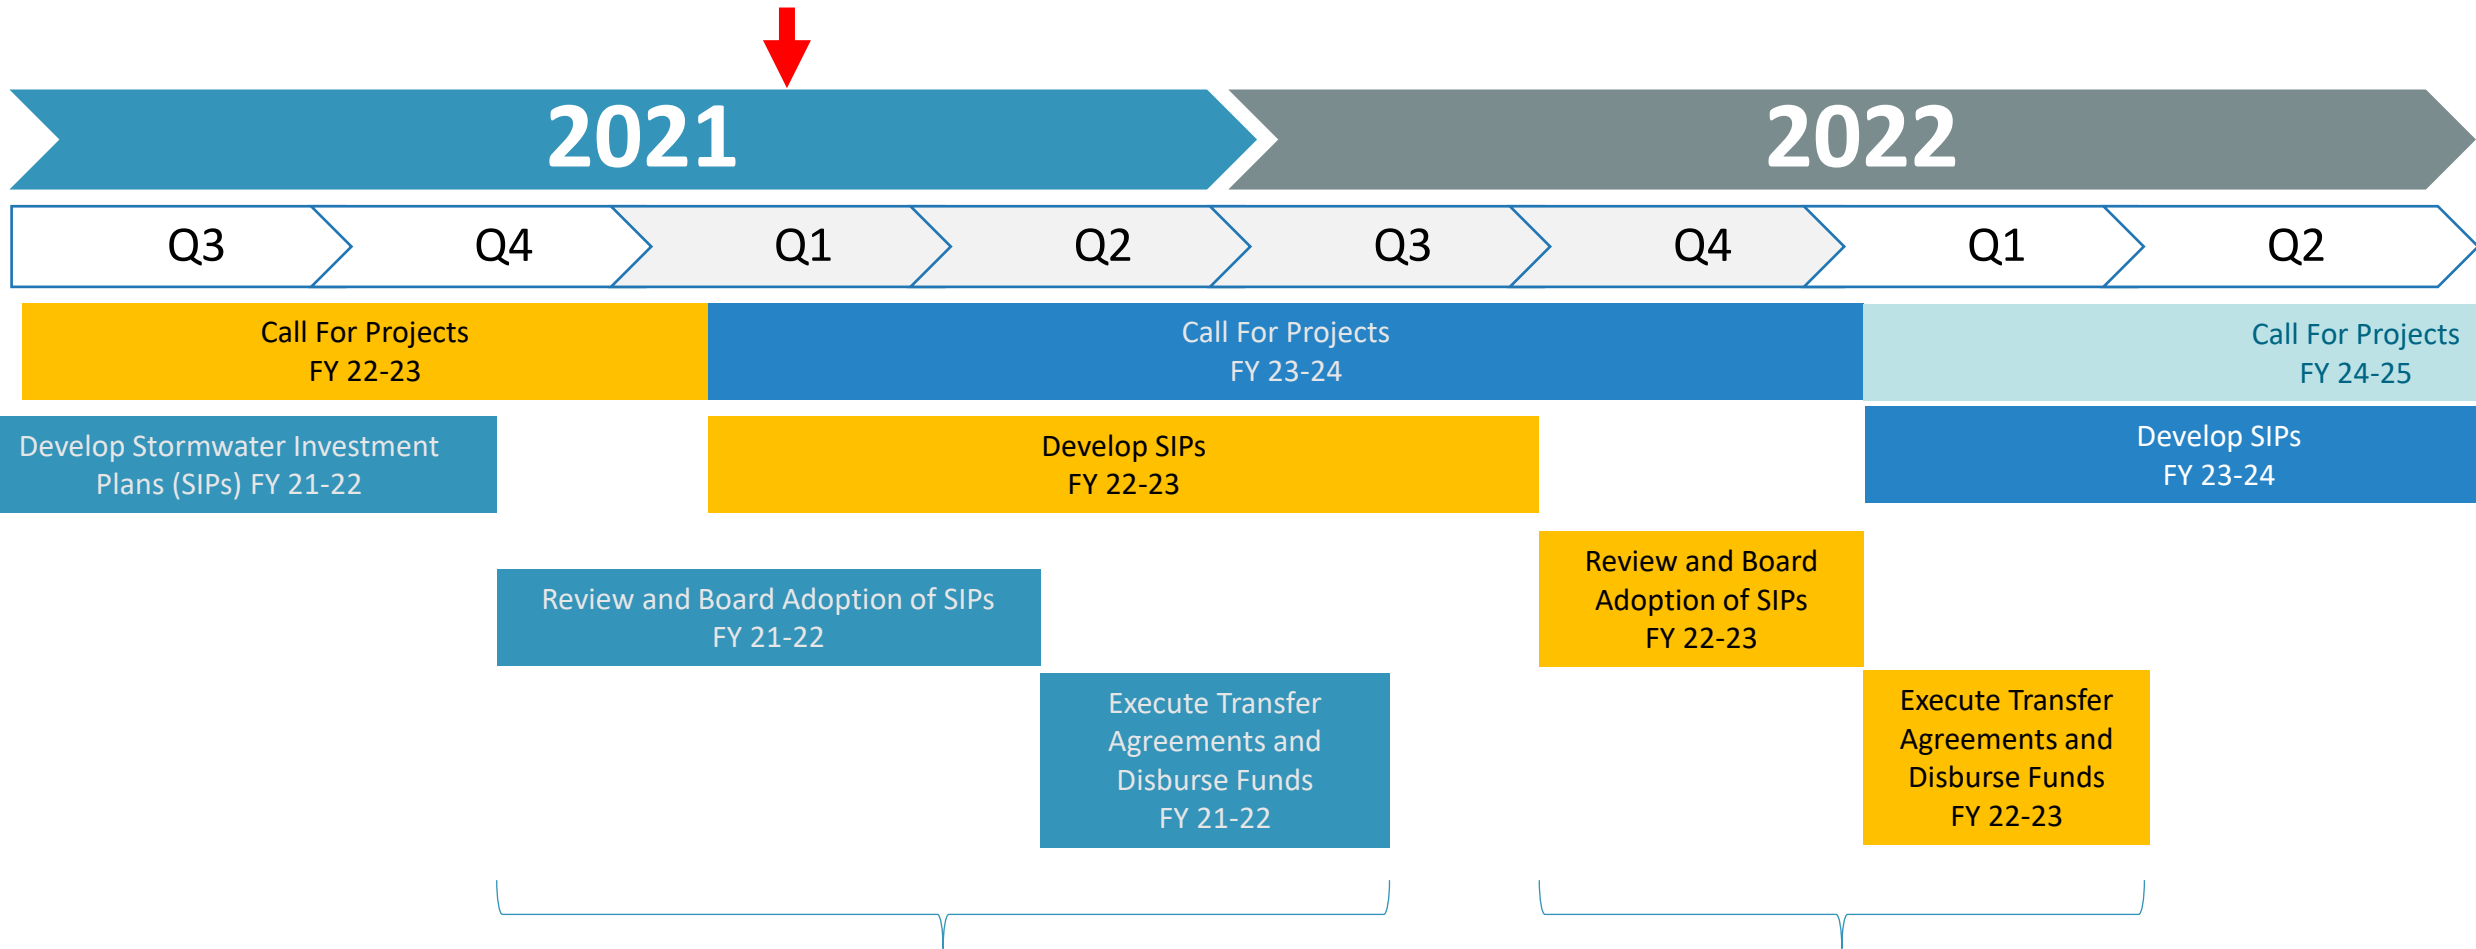 2021
2022
Q3
Q4
Q1
Q2
Q3
Q4
Q1
Q2
Call For Projects
FY 22-23
Call For Projects
FY 23-24
Call For Projects
FY 24-25
Develop Stormwater Investment
Plans (SIPs) FY 21-22
Develop SIPs
FY 22-23
Develop SIPs
FY 23-24
Review and Board Adoption of SIPs
FY 21-22
Review and Board
Adoption of SIPs
FY 22-23
Execute Transfer
Agreements and
Disburse Funds
FY 21-22
Execute Transfer
Agreements and
Disburse Funds
FY 22-23